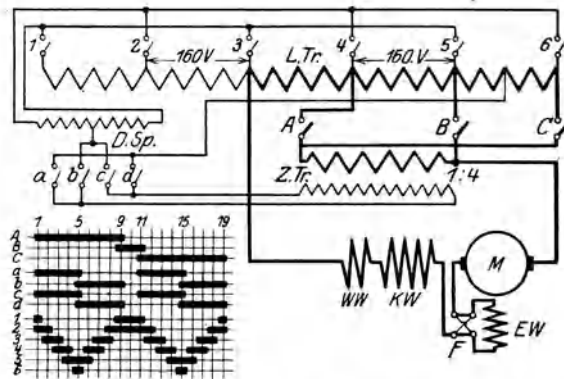 1 2 3 4 5 6
160V L.Tr. 160.V
D.Sp. A B C
a b c d Z.Tr. 1:4
1 5 9 11 15 19
A
B
C
a
b
c
d
1
2
3
4
5
6
M
WW KW F EW